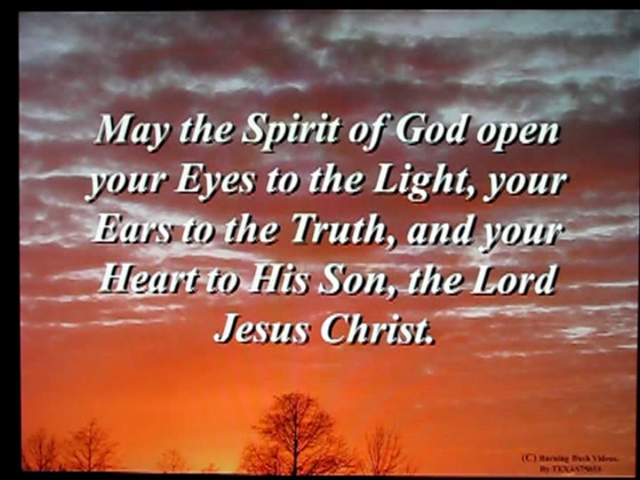 May the Spirit of God open
your Eyes to the Light, your
Ears to the Truth, and your
Heart to His Son, the Lord
Jesus Christ.
(C) Burning Bush Videos.